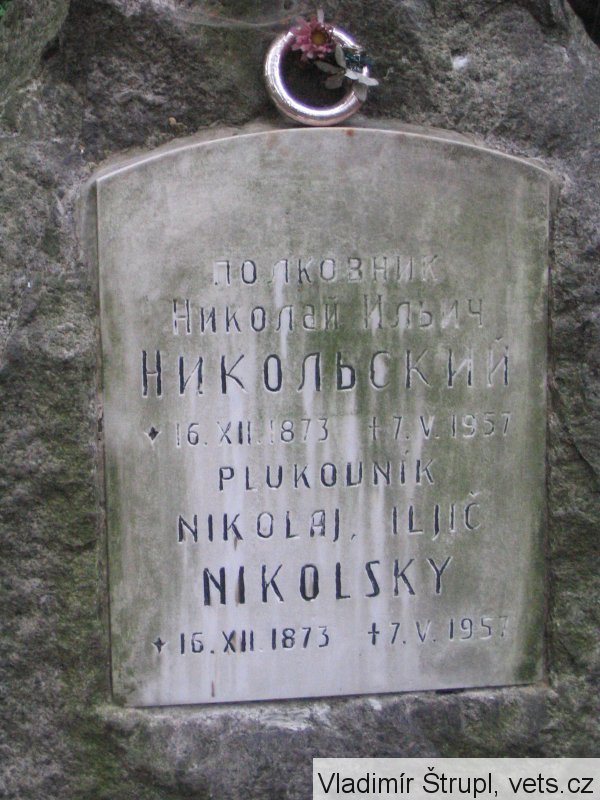 ПОЛКОВНИК
Николай Ильич
НИКОЛЬСКИЙ
✦ 16. XII. 1873 † 7. V. 1957
PLUKOVNÍK
NIKOLAJ. ILJIČ
NIKOLSKY
✦ 16. XII. 1873 † 7. V. 1957
Vladimír Štrupl, vets.cz